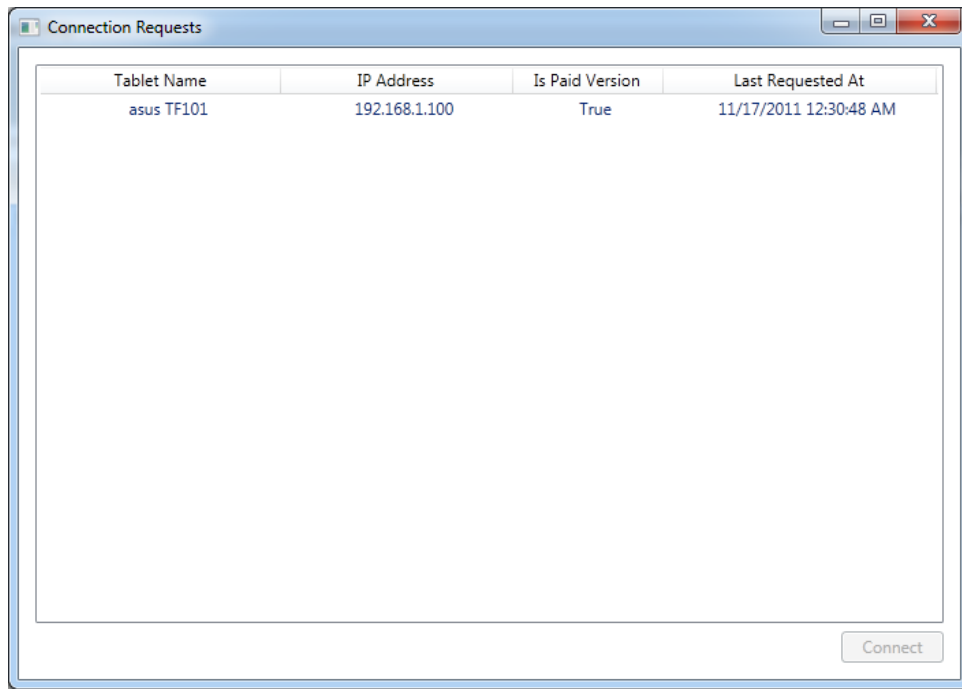 Connection Requests
Tablet Name IP Address Is Paid Version Last Requested At
asus TF101 192.168.1.100 True 11/17/2011 12:30:48 AM
Connect